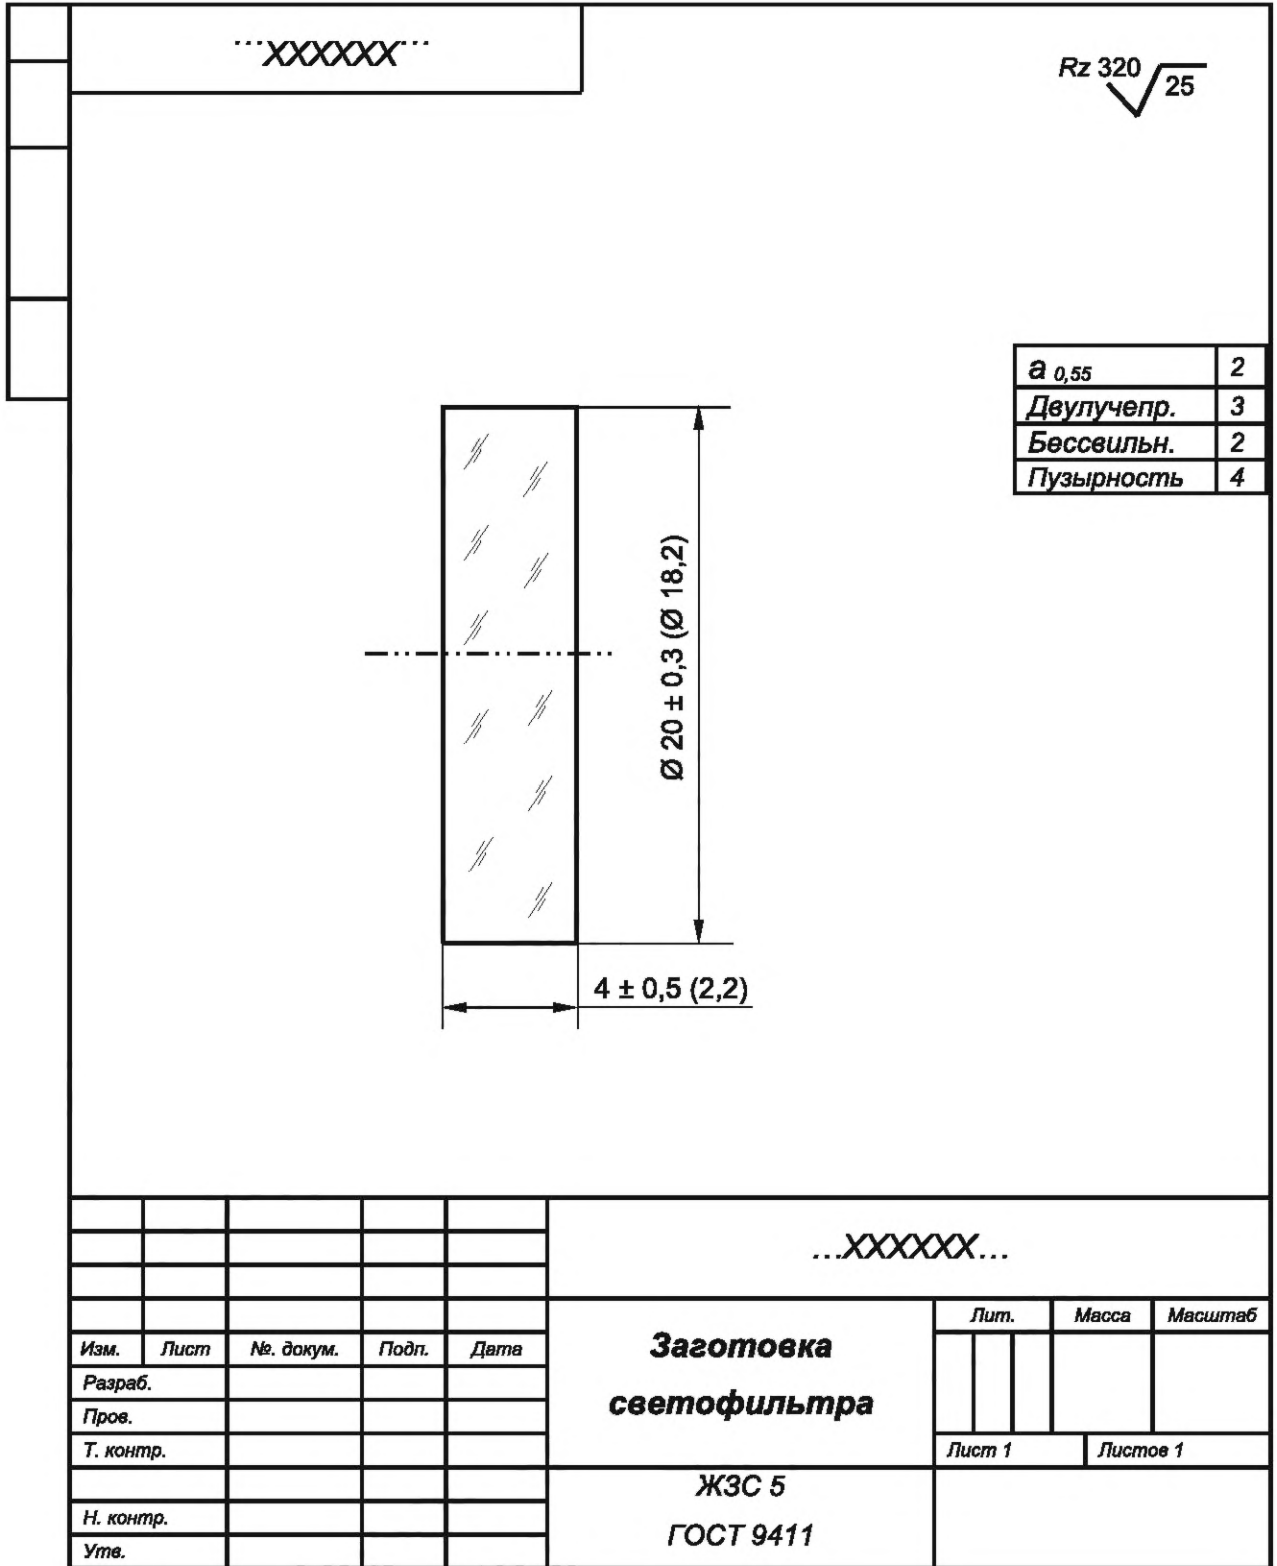 ...XXXXXX...
Rz 320
25
а 0,55 2
Двулучепр. 3
Бессвильн. 2
Пузырность 4
Ø 20 ± 0,3 (Ø 18,2)
4 ± 0,5 (2,2)
...XXXXXX...
Изм. Лист №. докум. Подп. Дата
Разраб.
Пров.
Т. контр.
Н. контр.
Утв.
Заготовка
светофильтра
Лит. Масса Масштаб
Лист 1 Листов 1
ЖЗС 5
ГОСТ 9411